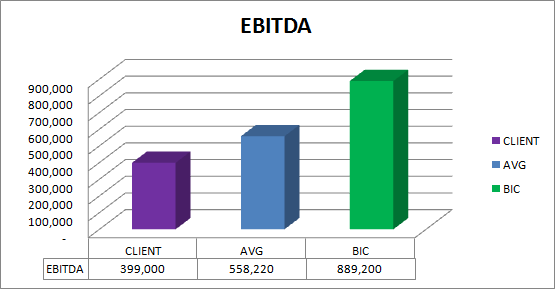 EBITDA
900,000
800,000
700,000
600,000
500,000
400,000
300,000
200,000
100,000
-
CLIENT AVG BIC
EBITDA 399,000 558,220 889,200
CLIENT
AVG
BIC